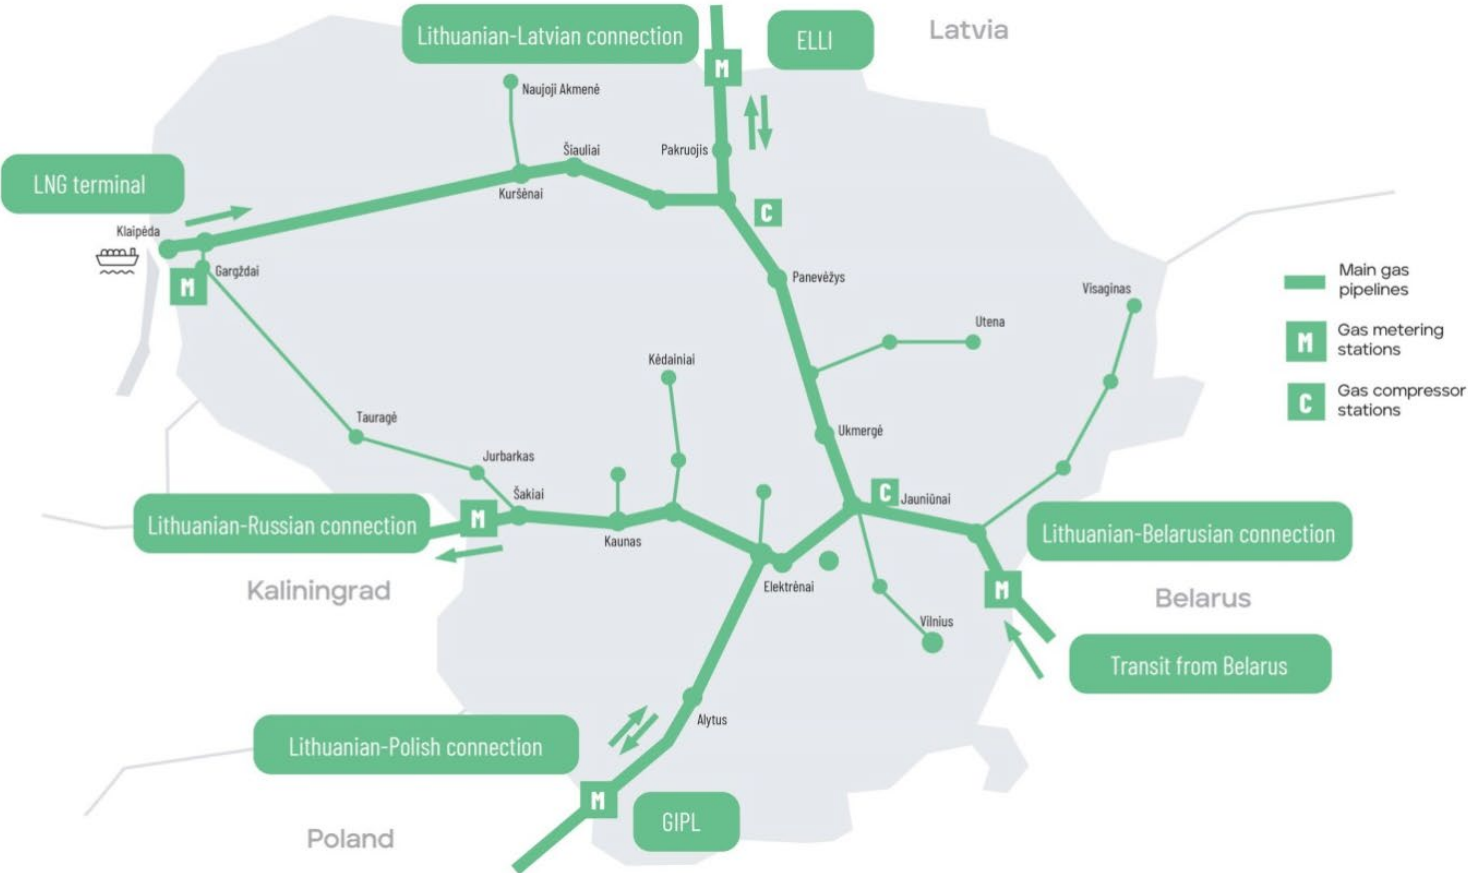 Lithuanian-Latvian connection
ELLI
Latvia
M
Naujoji Akmenė
Šiauliai
Pakruojis
LNG terminal
Kuršėnai
C
Klaipėda
Gargždai
M
Panevėžys
Visaginas
Main gas
pipelines
Utena
Gas metering
M
stations
Kėdainiai
Gas compressor
C
stations
Tauragė
Ukmergė
Jurbarkas
Šakiai
C
Jauniūnai
Lithuanian-Russian connection
M
Lithuanian-Belarusian connection
Kaunas
Kaliningrad
Elektrėnai
M
Belarus
Vilnius
Transit from Belarus
Alytus
Lithuanian-Polish connection
M
GIPL
Poland